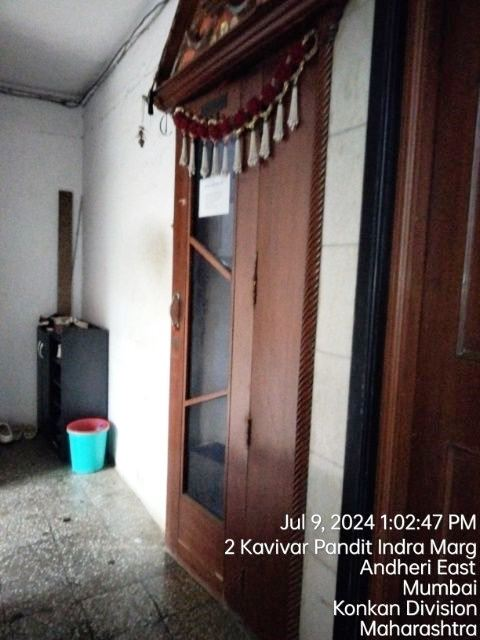 Jul 9, 2024 1:02:47 PM
2 Kavivar Pandit Indra Marg
Andheri East
Mumbai
Konkan Division
Maharashtra